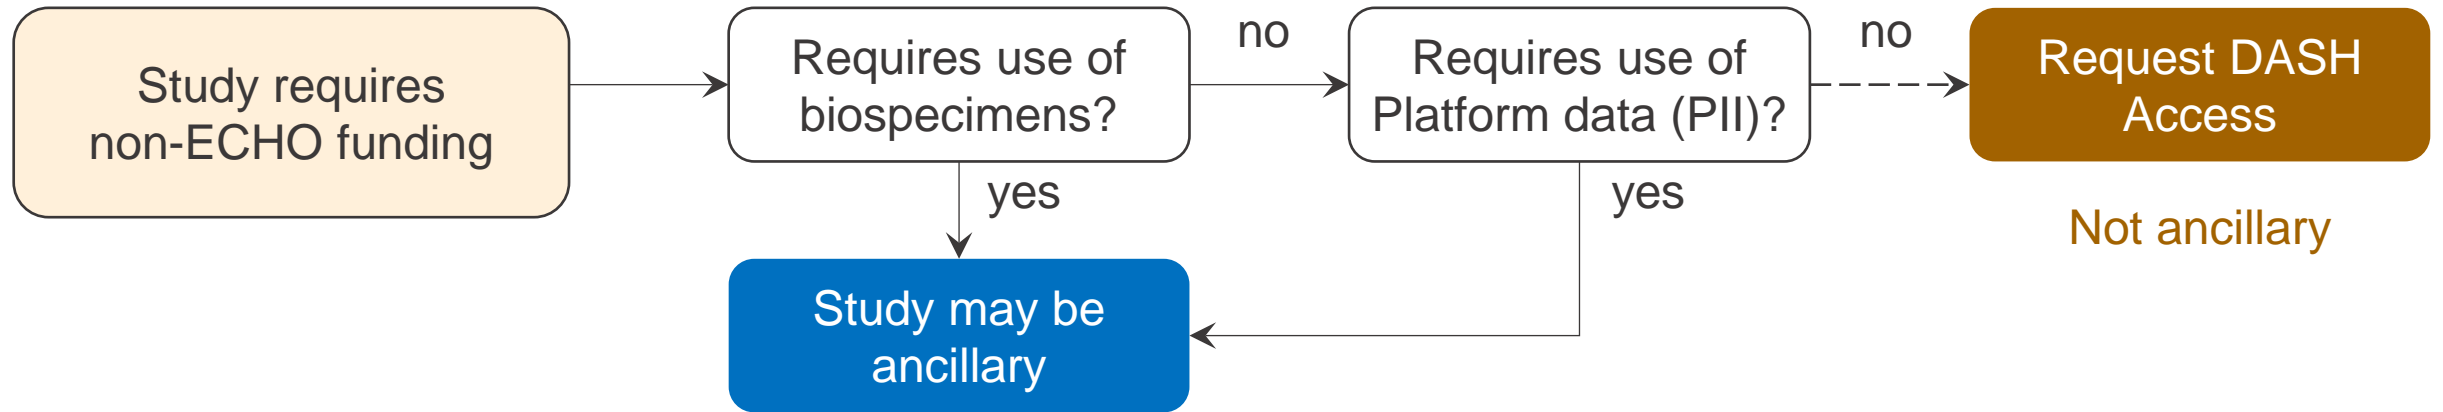 Study requires
non-ECHO funding
Requires use of
biospecimens?
no
yes
Requires use of
Platform data (PII)?
no
yes
Request DASH
Access
Not ancillary
Study may be
ancillary